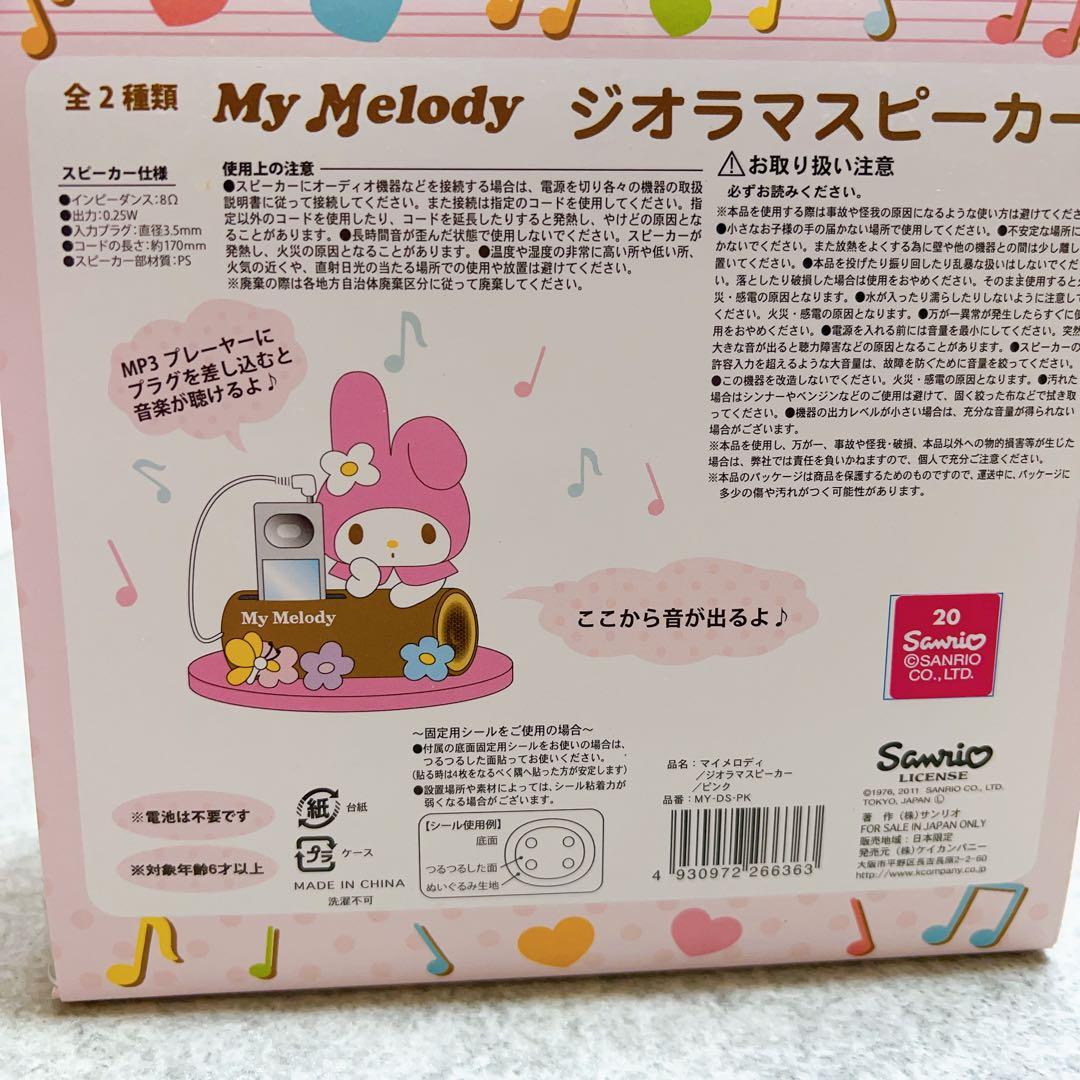 全2種類
My Melody
ジオラマスピーカー
スピーカー仕様
●インピーダンス:8Ω
●出力:0.25W
●入力プラグ:直径3.5mm
●コードの長さ:約170mm
●スピーカー部材質:PS
使用上の注意
●スピーカーにオーディオ機器などを接続する場合は、電源を切り各々の機器の取扱
説明書に従って接続してください。また接続は指定のコードを使用してください。指
定以外のコードを使用したり、コードを延長したりすると発熱し、やけどの原因とな
ることがあります。●長時間音が歪んだ状態で使用しないでください。スピーカーが
発熱し、火災の原因となることがあります。●温度や湿度の非常に高い所や低い所、
火気の近くや、直射日光の当たる場所での使用や放置は避けてください。
※廃棄の際は各地方自治体廃棄区分に従って廃棄してください。
⚠お取り扱い注意
必ずお読みください。
※本品を使用する際は事故や怪我の原因になるような使い方は避けてくださ
●小さなお子様の手の届かない場所で使用してください。●不安定な場所に
かないでください。また放熱をよくする為に壁や他の機器との間は少し離し
置いてください。●本品を投げたり振り回したり乱暴な扱いはしないでくださ
い。落としたり破損した場合は使用をおやめください。そのまま使用すると火
災・感電の原因となります。●水が入ったり濡らしたりしないように注意して
ください。火災・感電の原因となります。●万が一異常が発生したらすぐに使
用をおやめください。●電源を入れる前には音量を最小にしてください。突然
大きな音が出ると聴力障害などの原因となることがあります。●スピーカーの
許容入力を超えるような大音量は、故障を防ぐために音量を絞ってください。
●この機器を改造しないでください。火災・感電の原因となります。●汚れた
場合はシンナーやベンジンなどのご使用は避けて、固く絞った布などで拭き取
ってください。●機器の出力レベルが小さい場合は、充分な音量が得られない
場合がございます。
※本品を使用し、万が一、事故や怪我・破損、本品以外への物的損害等が生じた
場合は、弊社では責任を負いかねますので、個人で充分ご注意ください。
※本品のパッケージは商品を保護するためのものですので、運送中に、パッケージに
多少の傷や汚れがつく可能性があります。
MP3 プレーヤーに
プラグを差し込むと
音楽が聴けるよ♪
My Melody
ここから音が出るよ♪
20
Sanrio
©SANRIO
CO., LTD.
～固定用シールをご使用の場合～
●付属の底面固定用シールをお使いの場合は、
つるつるした面貼ってお使いください。
(貼る時は4枚をなるべく隅へ貼った方が安定します)
●設置場所や素材によっては、シール粘着力が
弱くなる場合がございます。
【シール使用例】
底面
つるつるした面
ぬいぐるみ生地
※電池は不要です
※対象年齢6才以上
紙 台紙
プラ ケース
MADE IN CHINA
洗濯不可
品名:マイメロディ
/ジオラマスピーカー
/ピンク
品番:MY-DS-PK
4 930972 266363
Sanrio
LICENSE
©1976, 2011 SANRIO CO., LTD.
TOKYO, JAPAN Ⓛ
著 作 (株)サンリオ
FOR SALE IN JAPAN ONLY
販売地域:日本限定
発売元 (株)ケイカンパニー
大阪市平野区長吉長原2-2-60
http://www.kcompany.co.jp